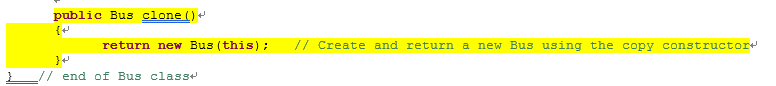 public Bus clone()
{
return new Bus(this);   // Create and return a new Bus using the copy constructor
}
}   // end of Bus class